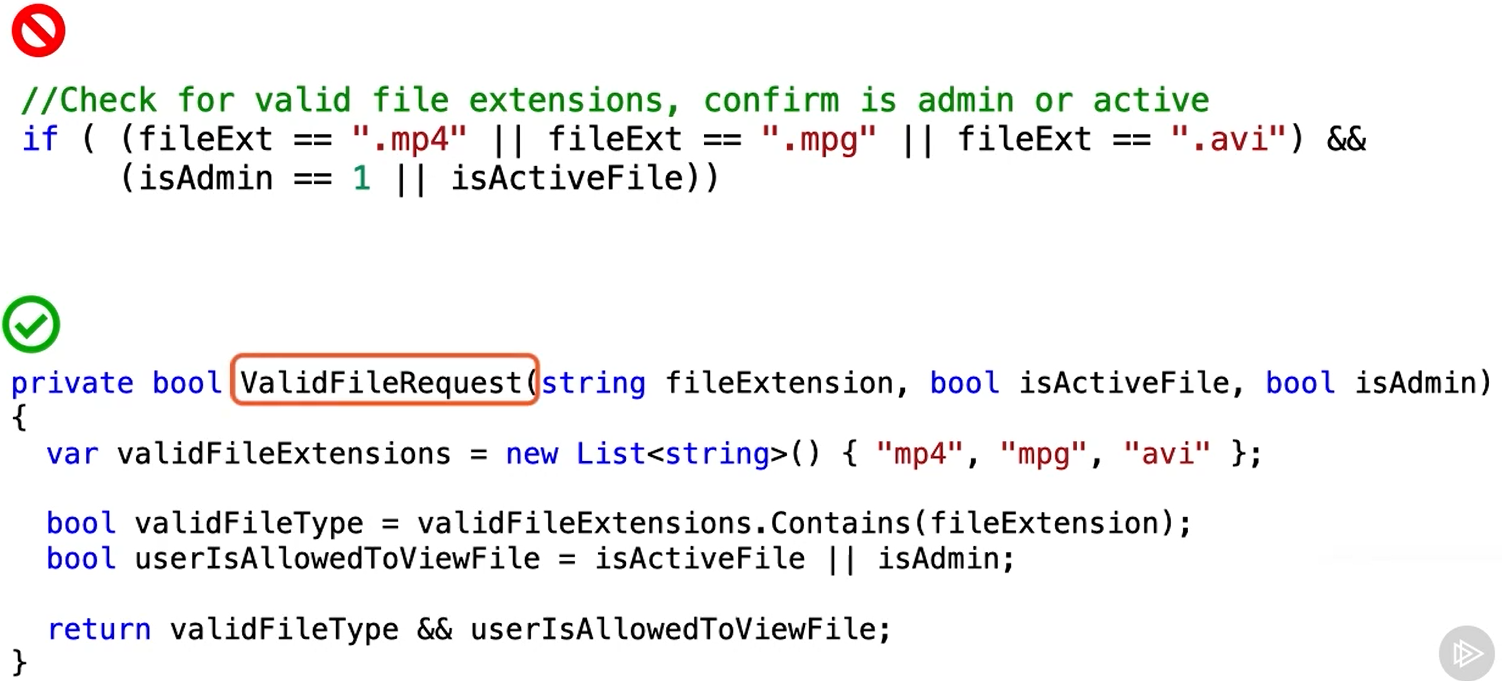 //Check for valid file extensions, confirm is admin or active
if ( (fileExt == ".mp4" || fileExt == ".mpg" || fileExt == ".avi") &&
(isAdmin == 1 || isActiveFile))
private bool ValidFileRequest(string fileExtension, bool isActiveFile, bool isAdmin)
{
var validFileExtensions = new List<string>() { "mp4", "mpg", "avi" };
bool validFileType = validFileExtensions.Contains(fileExtension);
bool userIsAllowedToViewFile = isActiveFile || isAdmin;
return validFileType && userIsAllowedToViewFile;
}